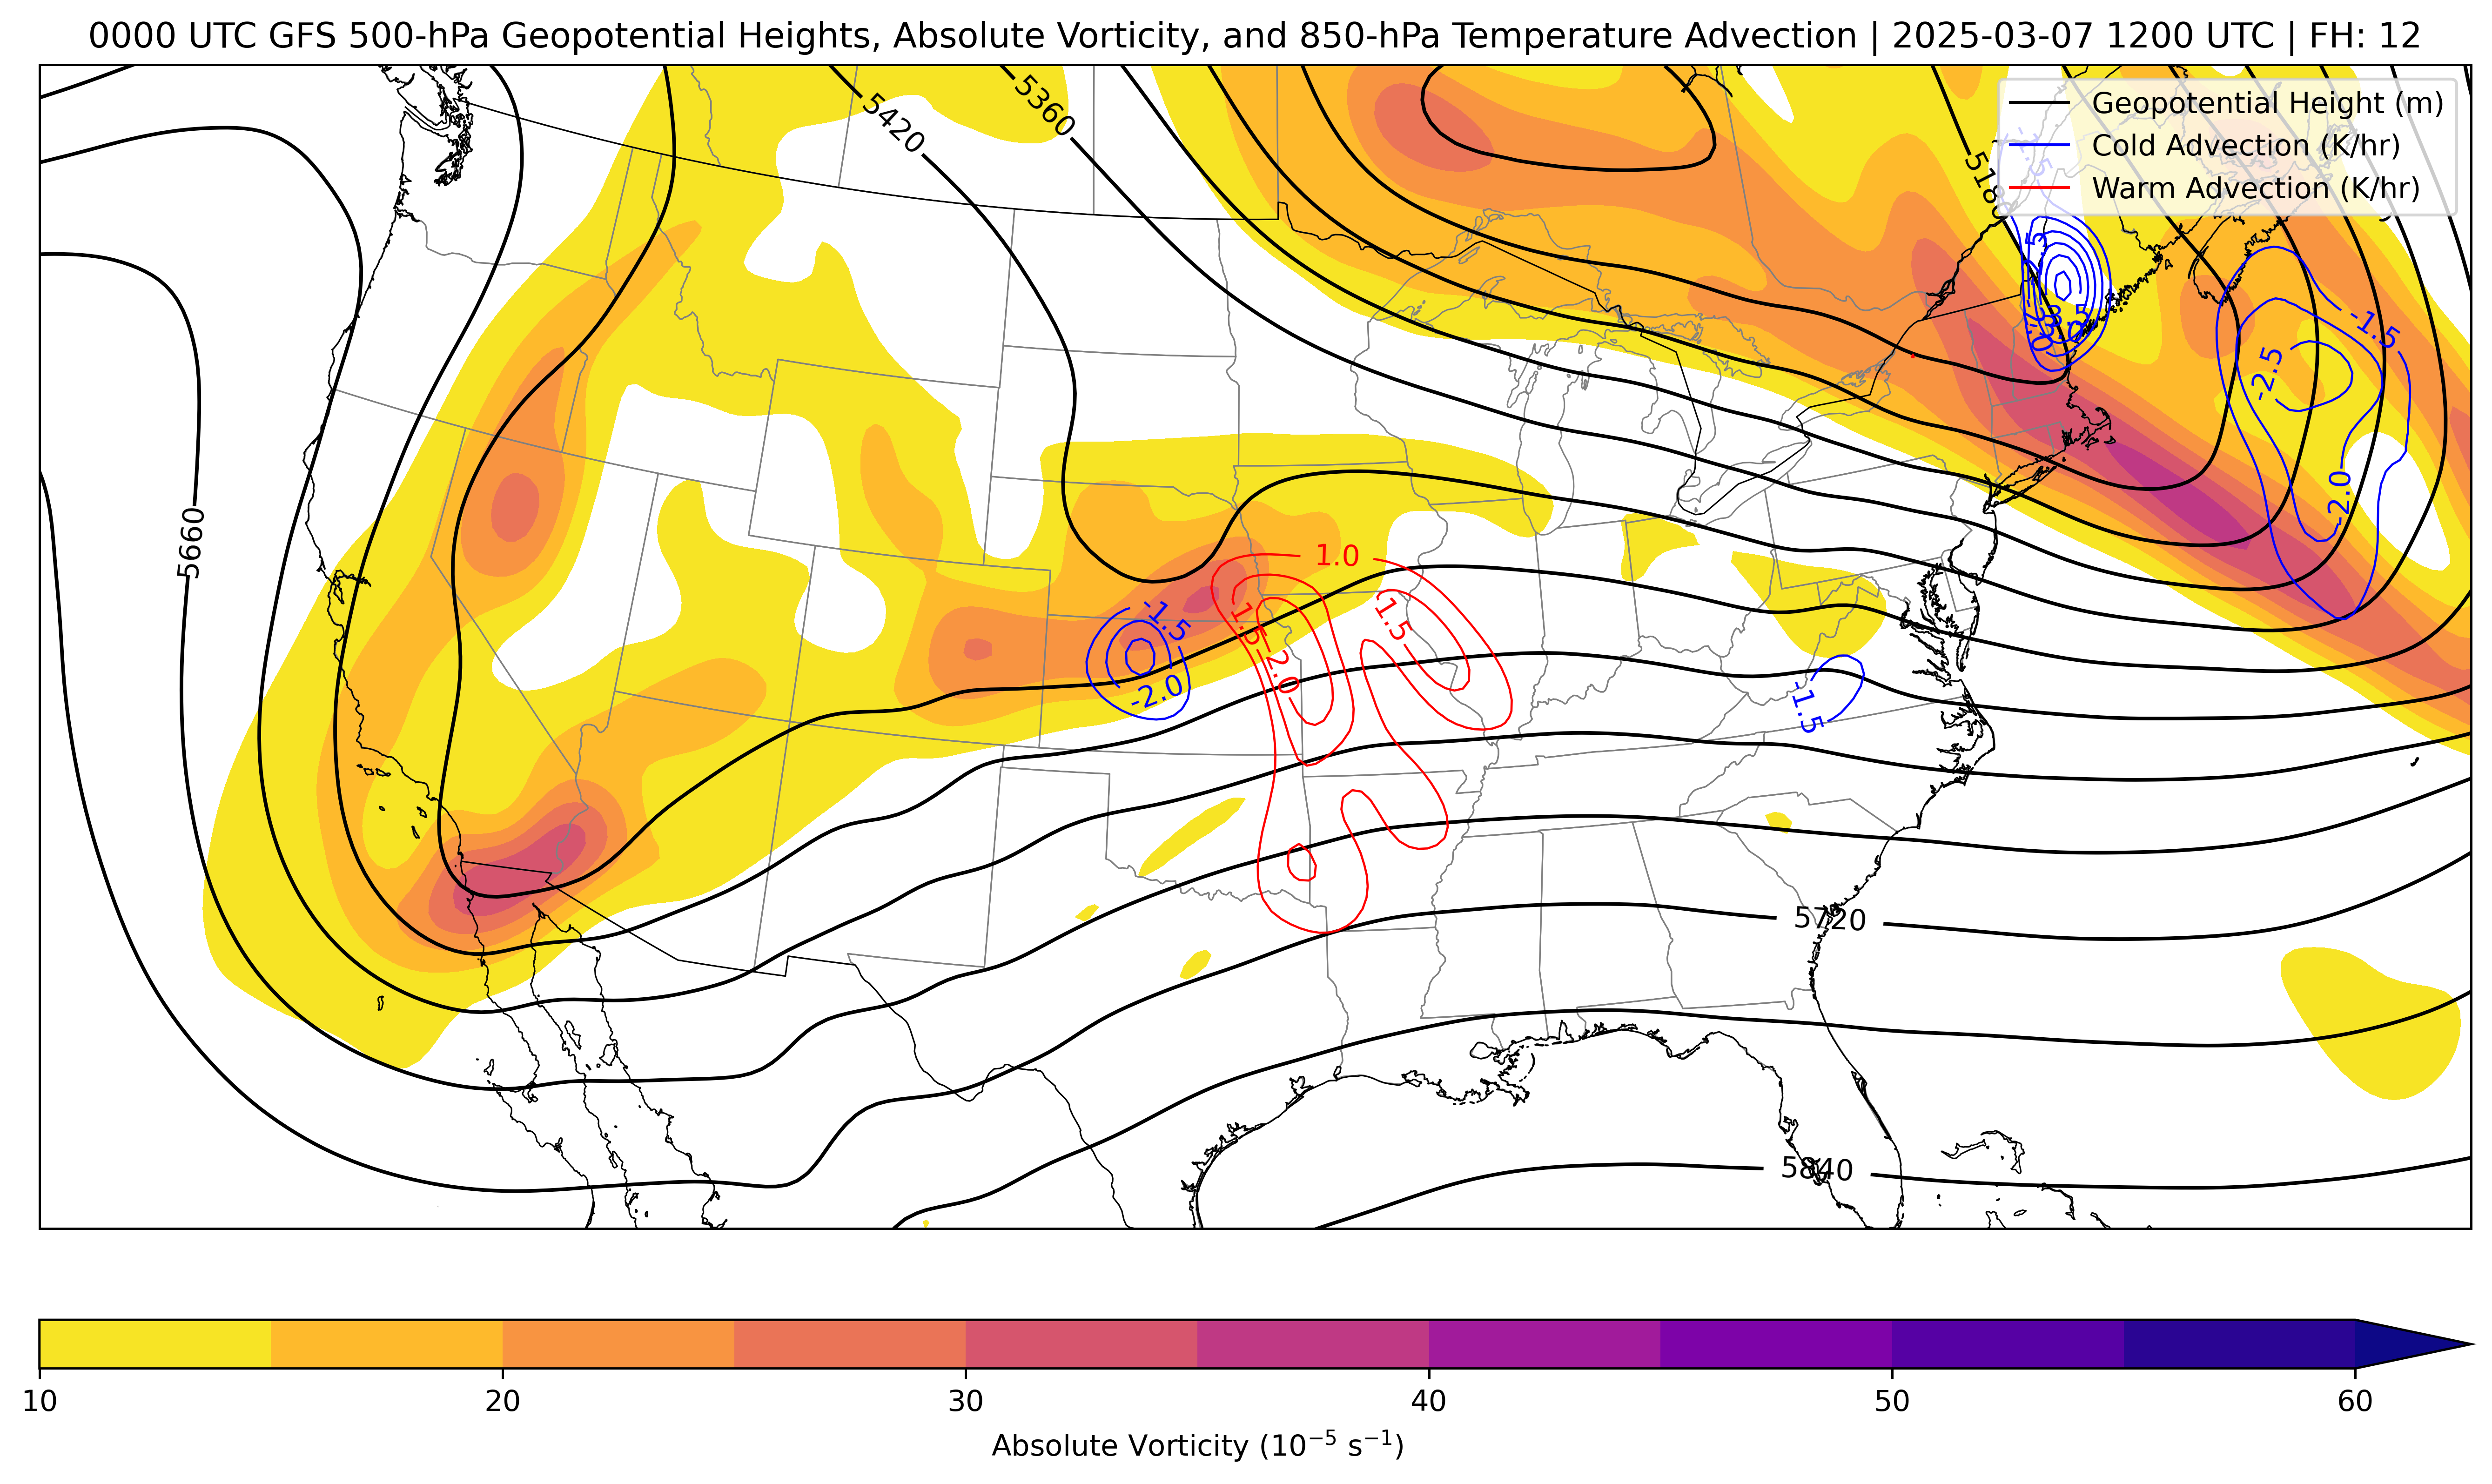 0000 UTC GFS 500-hPa Geopotential Heights, Absolute Vorticity, and 850-hPa Temperature Advection | 2025-03-07 1200 UTC | FH: 12
Geopotential Height (m)
Cold Advection (K/hr)
Warm Advection (K/hr)
5420
5360
5180
-1.5
-2.5
-2.0
5660
1.0
1.5
1.5
2.0
-1.5
-2.0
-1.5
5720
5840
10 20 30 40 50 60
Absolute Vorticity (10⁻⁵ s⁻¹)